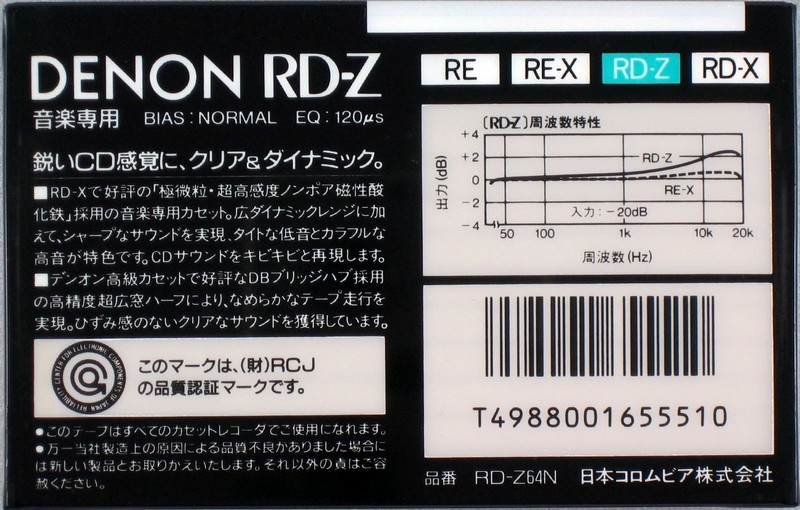 DENON RD-Z
音楽専用 BIAS:NORMAL EQ:120μs
鋭いCD感覚に、クリア&ダイナミック。
■RD-Xで好評の「極微粒・超高感度ノンポア磁性酸
化鉄」採用の音楽専用カセット。広ダイナミックレンジに加
えて、シャープなサウンドを実現、タイトな低音とカラフルな
高音が特色です。CDサウンドをキビキビと再現します。
■デンオン高級カセットで好評なDBブリッジハブ採用
の高精度超広窓ハーフにより、なめらかなテープ走行を
実現。ひずみ感のないクリアなサウンドを獲得しています。
RELIABILITY CENTER FOR ELECTRONIC COMPONENTS OF JAPAN
このマークは、(財)RCJ
の品質認証マークです。
●このテープはすべてのカセットレコーダでご使用になれます。
●万一当社製造上の原因による品質不良がありました場合に
は新しい製品とお取りかえいたします。それ以外の責はご容
赦ください。
RE RE-X RD-Z RD-X
〔RD-Z〕周波数特性
出力(dB)
+4
+2
0
−2
−4
RD-Z
RE-X
入力:−20dB
50 100 1k 10k 20k
周波数(Hz)
T4988001655510
品番 RD-Z64N 日本コロムビア株式会社